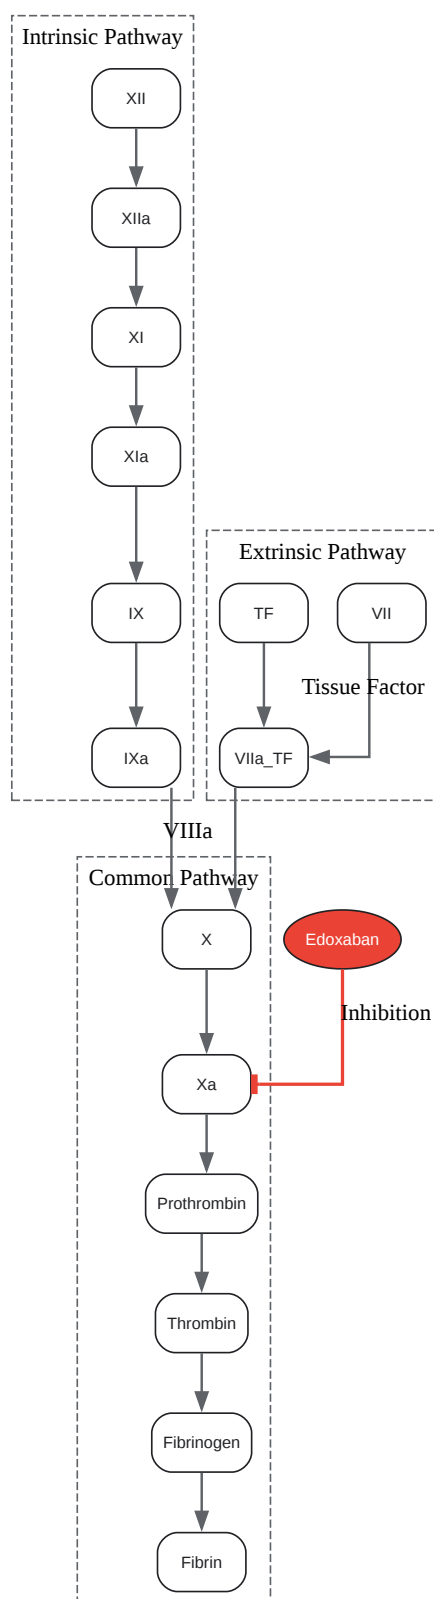 Intrinsic Pathway
XII
XIIa
XI
XIa
Extrinsic Pathway
IX
TF
VII
Tissue Factor
IXa
VIIa_TF
VIIIa
Common Pathway
X
Edoxaban
Inhibition
Xa
Prothrombin
Thrombin
Fibrinogen
Fibrin